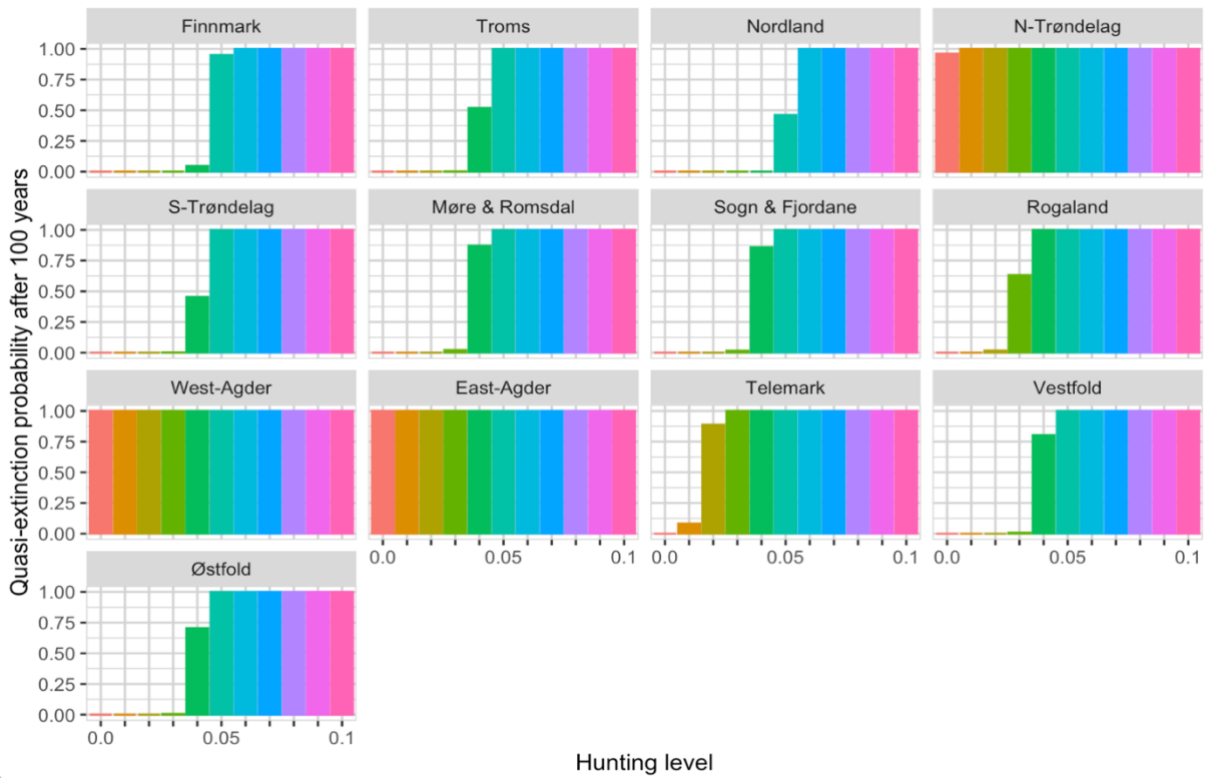 Finnmark Troms Nordland N-Trøndelag
1.00
0.75
0.50
0.25
0.00
S-Trøndelag Møre & Romsdal Sogn & Fjordane Rogaland
1.00
0.75
0.50
0.25
0.00
West-Agder East-Agder Telemark Vestfold
1.00
0.75
0.50
0.25
0.00
0.0 0.05 0.1 0.0 0.05 0.1 0.0 0.05 0.1
Østfold
1.00
0.75
0.50
0.25
0.00
0.0 0.05 0.1
Quasi-extinction probability after 100 years
Hunting level